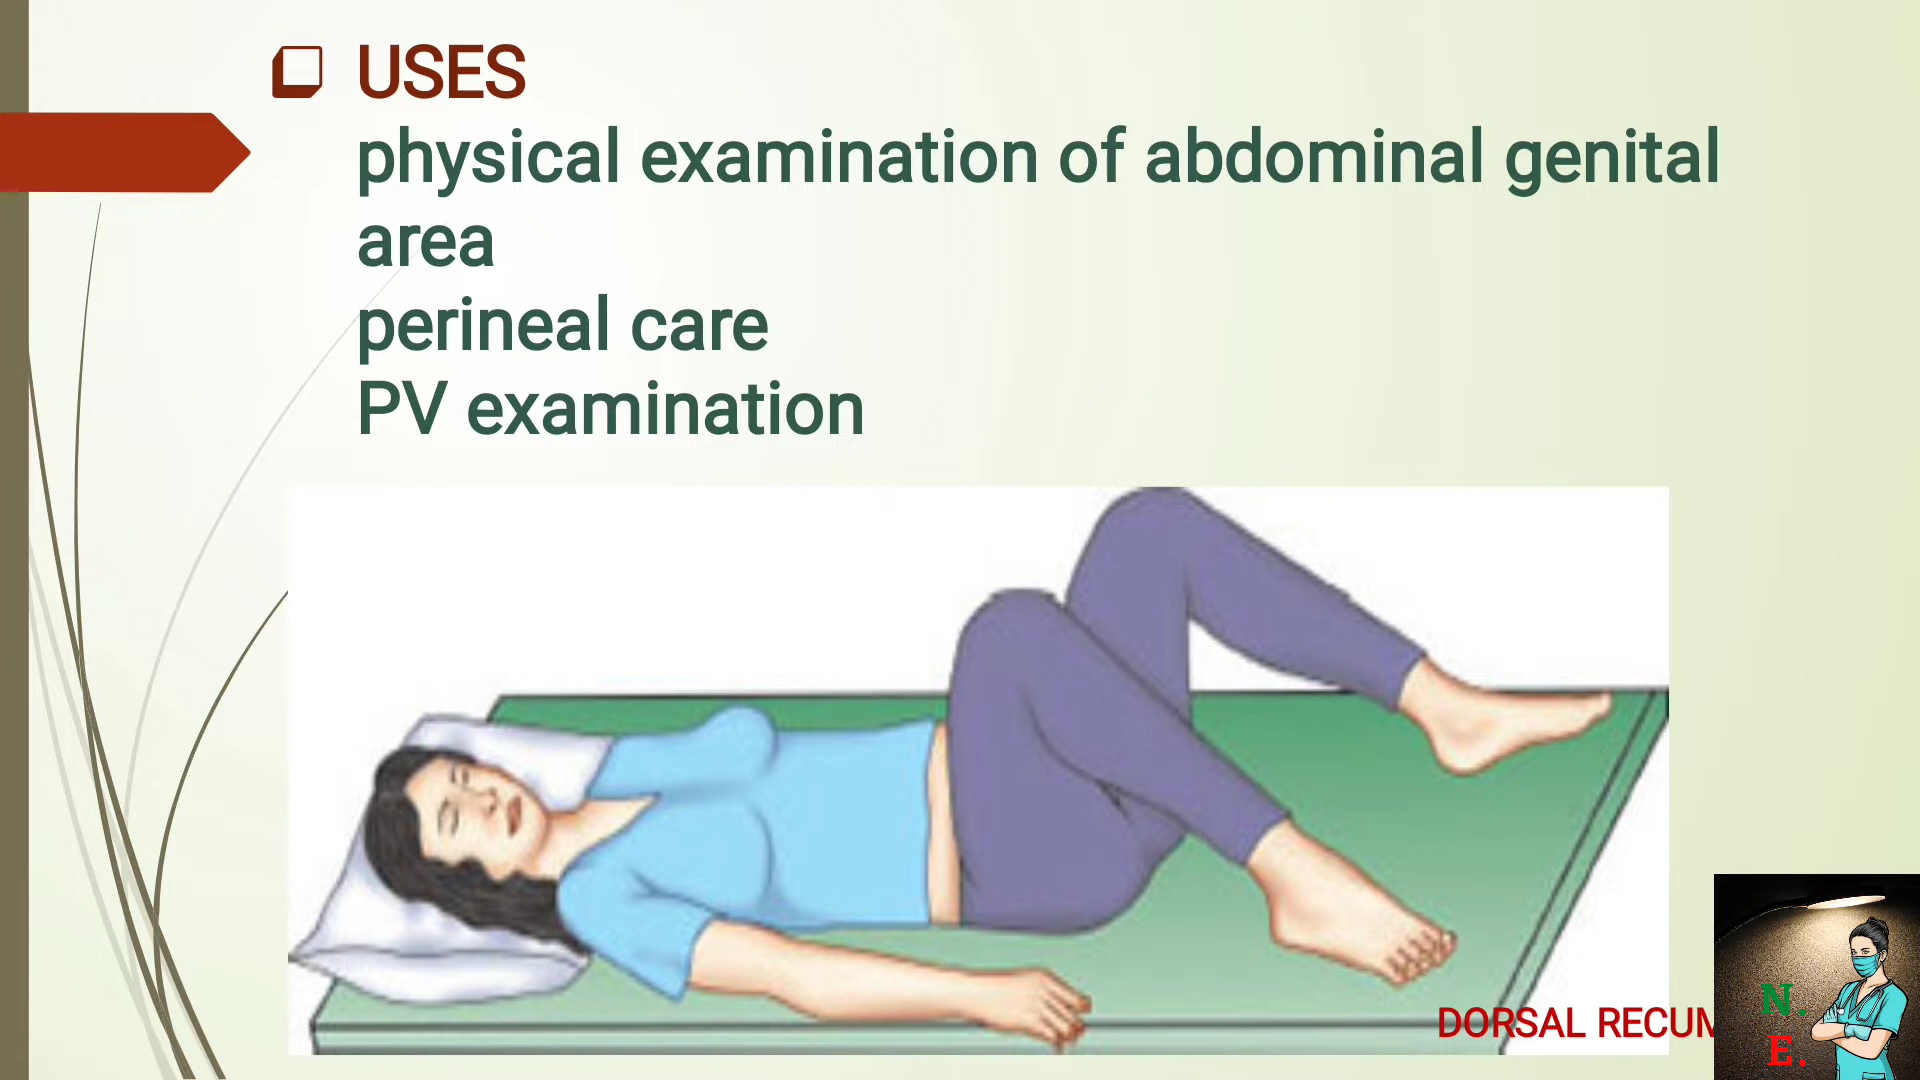 USES
physical examination of abdominal genital
area
perineal care
PV examination
DORSAL RECUM
N.
E.